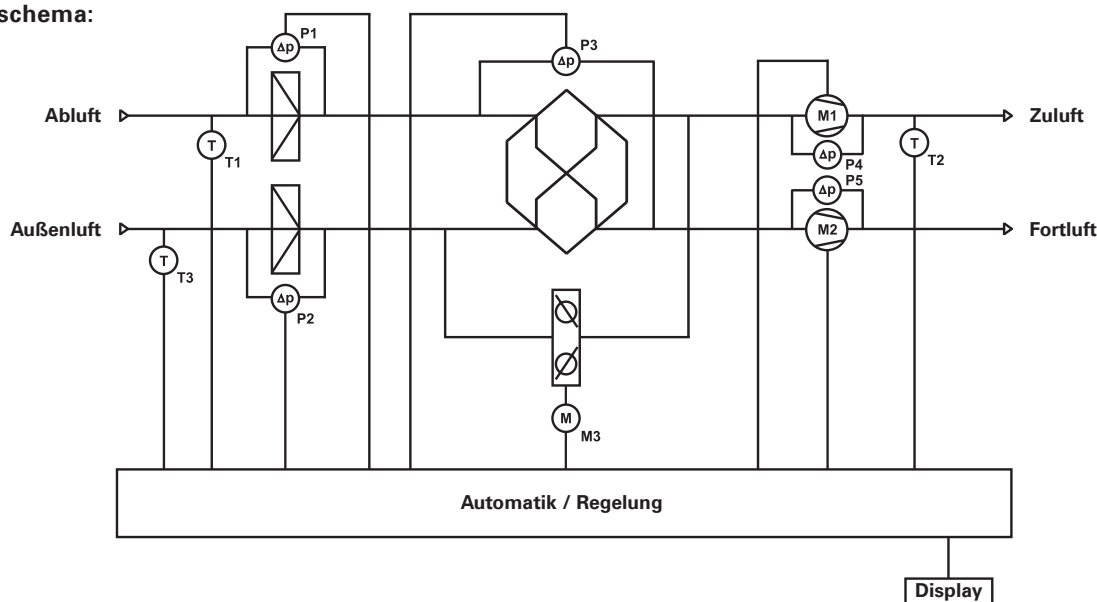 schema:
P1
Δp
P3
Δp
Abluft
M1
Zuluft
T
T1
Δp
P4
T
T2
P5
Δp
Außenluft
M2
Fortluft
T
T3
Δp
P2
M
M3
Automatik / Regelung
Display